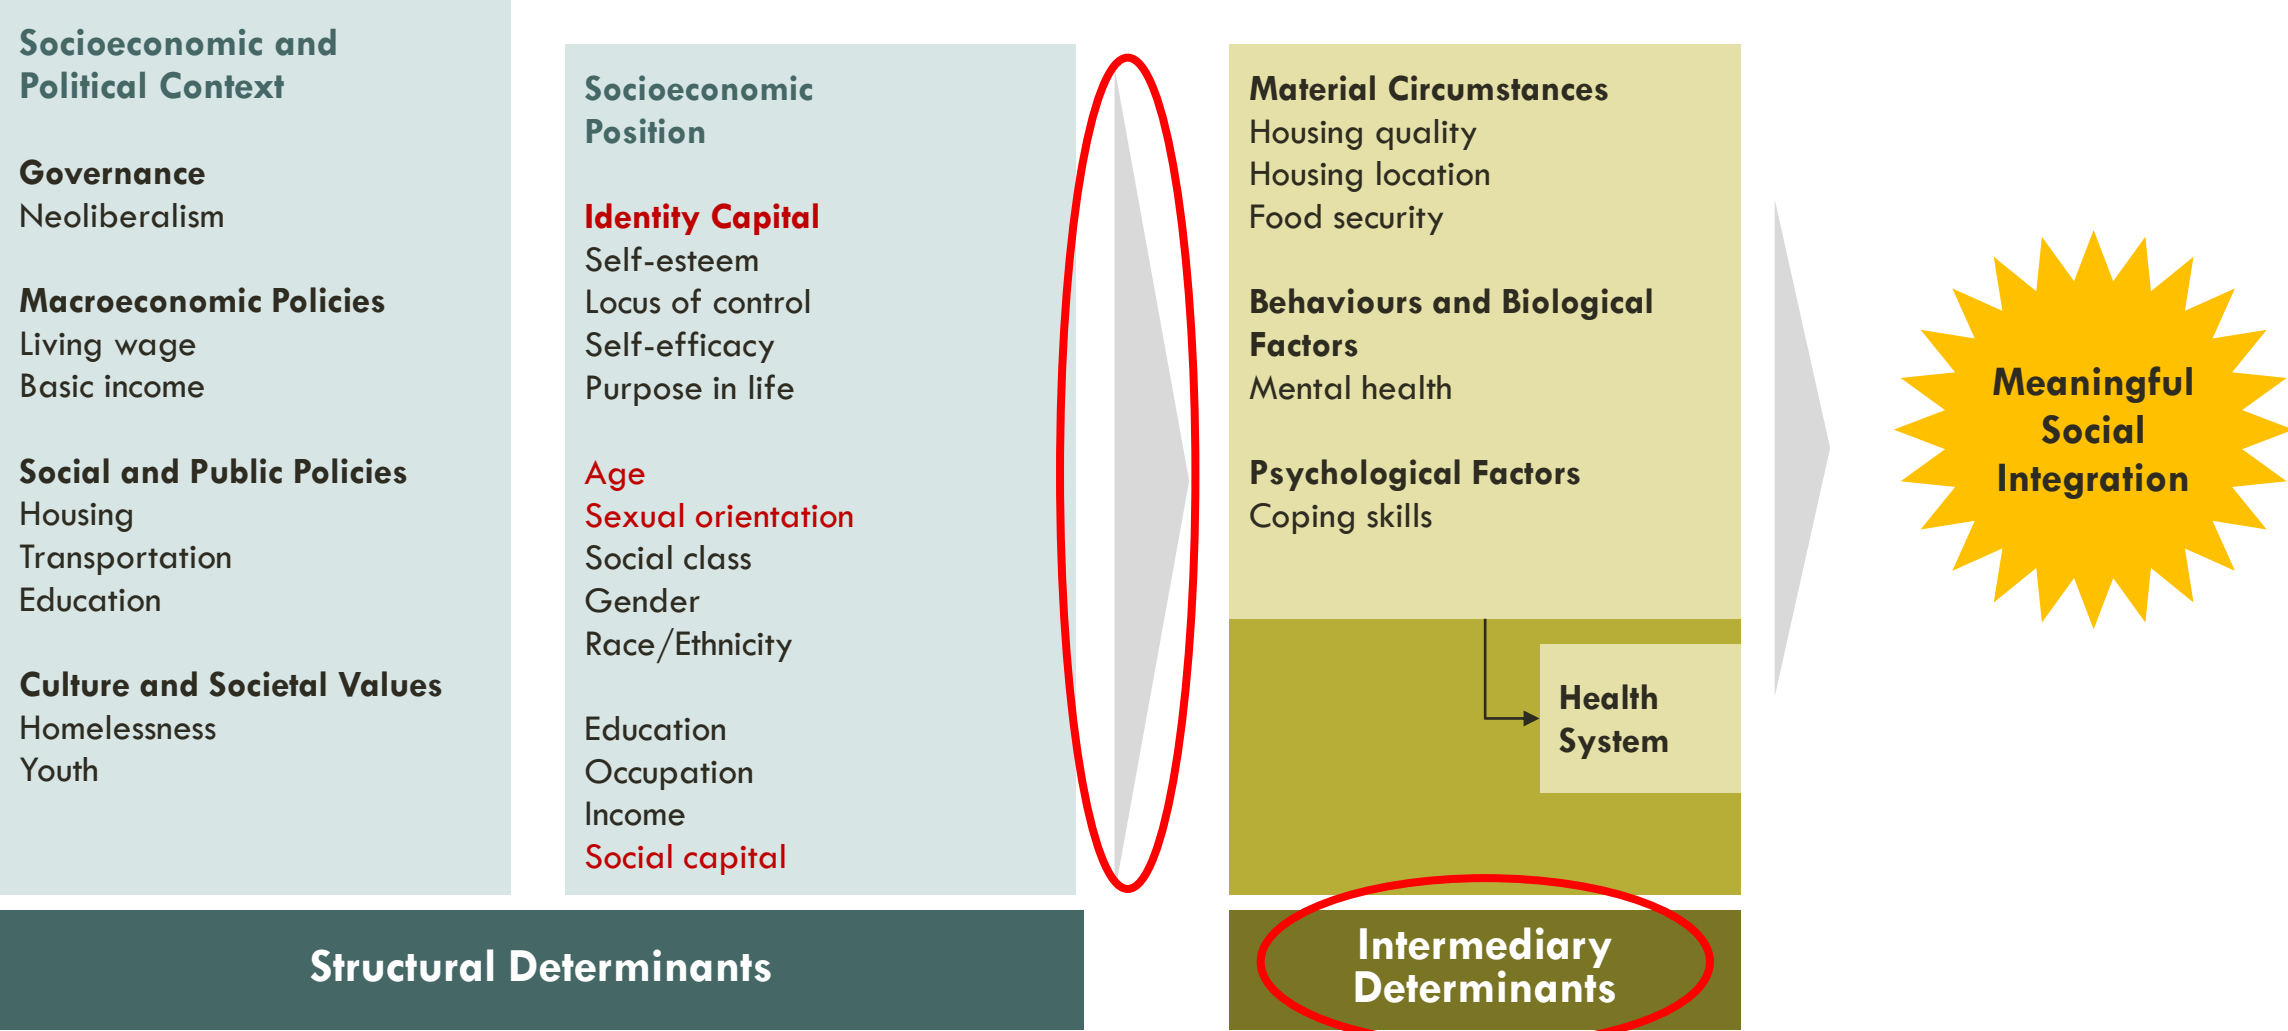 Socioeconomic and
Political Context
Governance
Neoliberalism
Macroeconomic Policies
Living wage
Basic income
Social and Public Policies
Housing
Transportation
Education
Culture and Societal Values
Homelessness
Youth
Socioeconomic
Position
Identity Capital
Self-esteem
Locus of control
Self-efficacy
Purpose in life
Age
Sexual orientation
Social class
Gender
Race/Ethnicity
Education
Occupation
Income
Social capital
Structural Determinants
Material Circumstances
Housing quality
Housing location
Food security
Behaviours and Biological
Factors
Mental health
Psychological Factors
Coping skills
Health
System
Intermediary
Determinants
Meaningful
Social
Integration